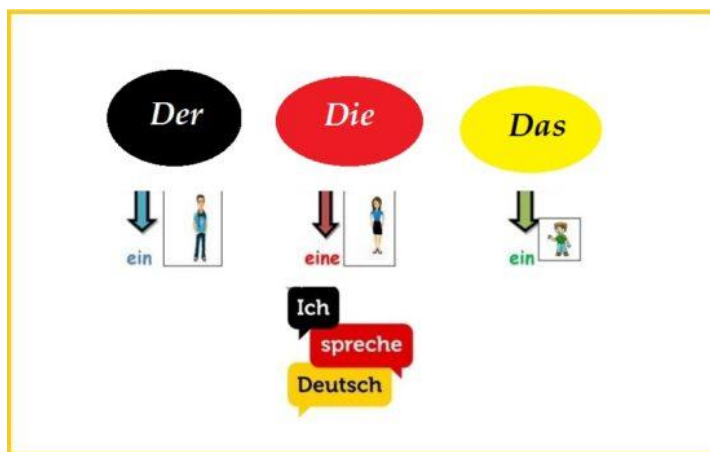 Der Die Das
ein eine ein
Ich
spreche
Deutsch